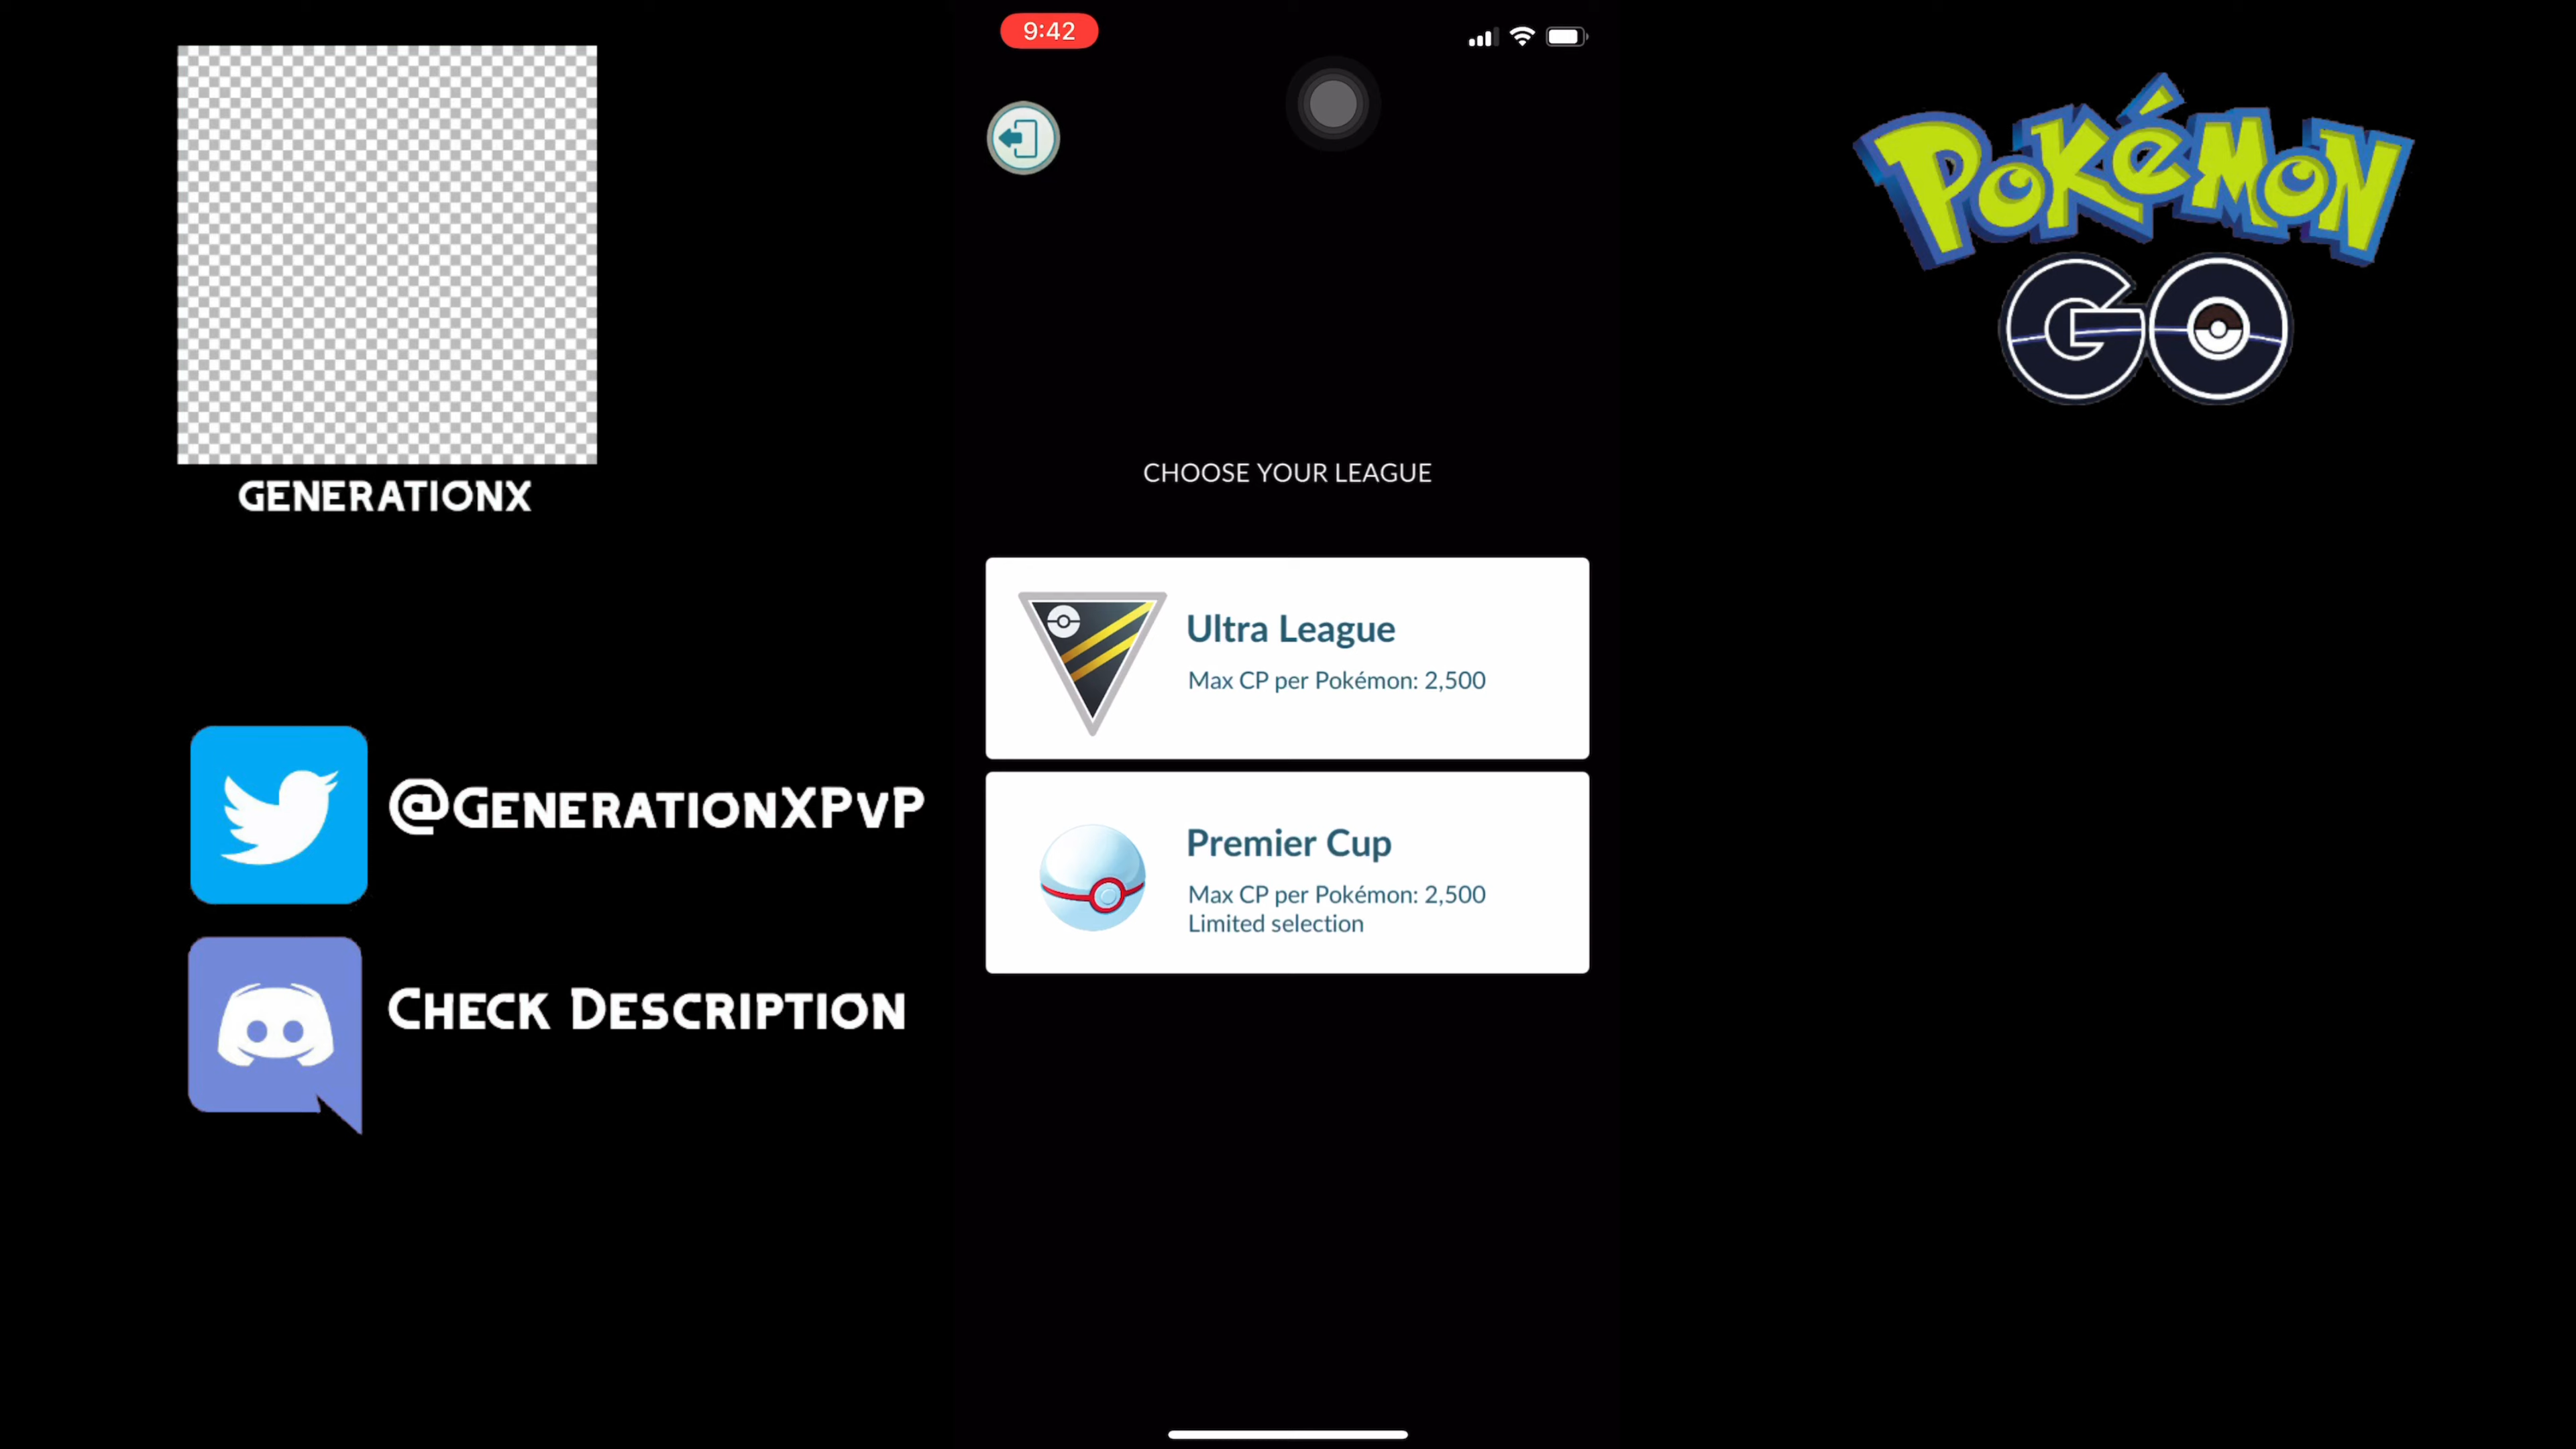 9:42
Pokémon
GO
GENERATIONX
CHOOSE YOUR LEAGUE
Ultra League
Max CP per Pokémon: 2,500
@GENERATIONXPVP
Premier Cup
Max CP per Pokémon: 2,500
Limited selection
CHECK DESCRIPTION